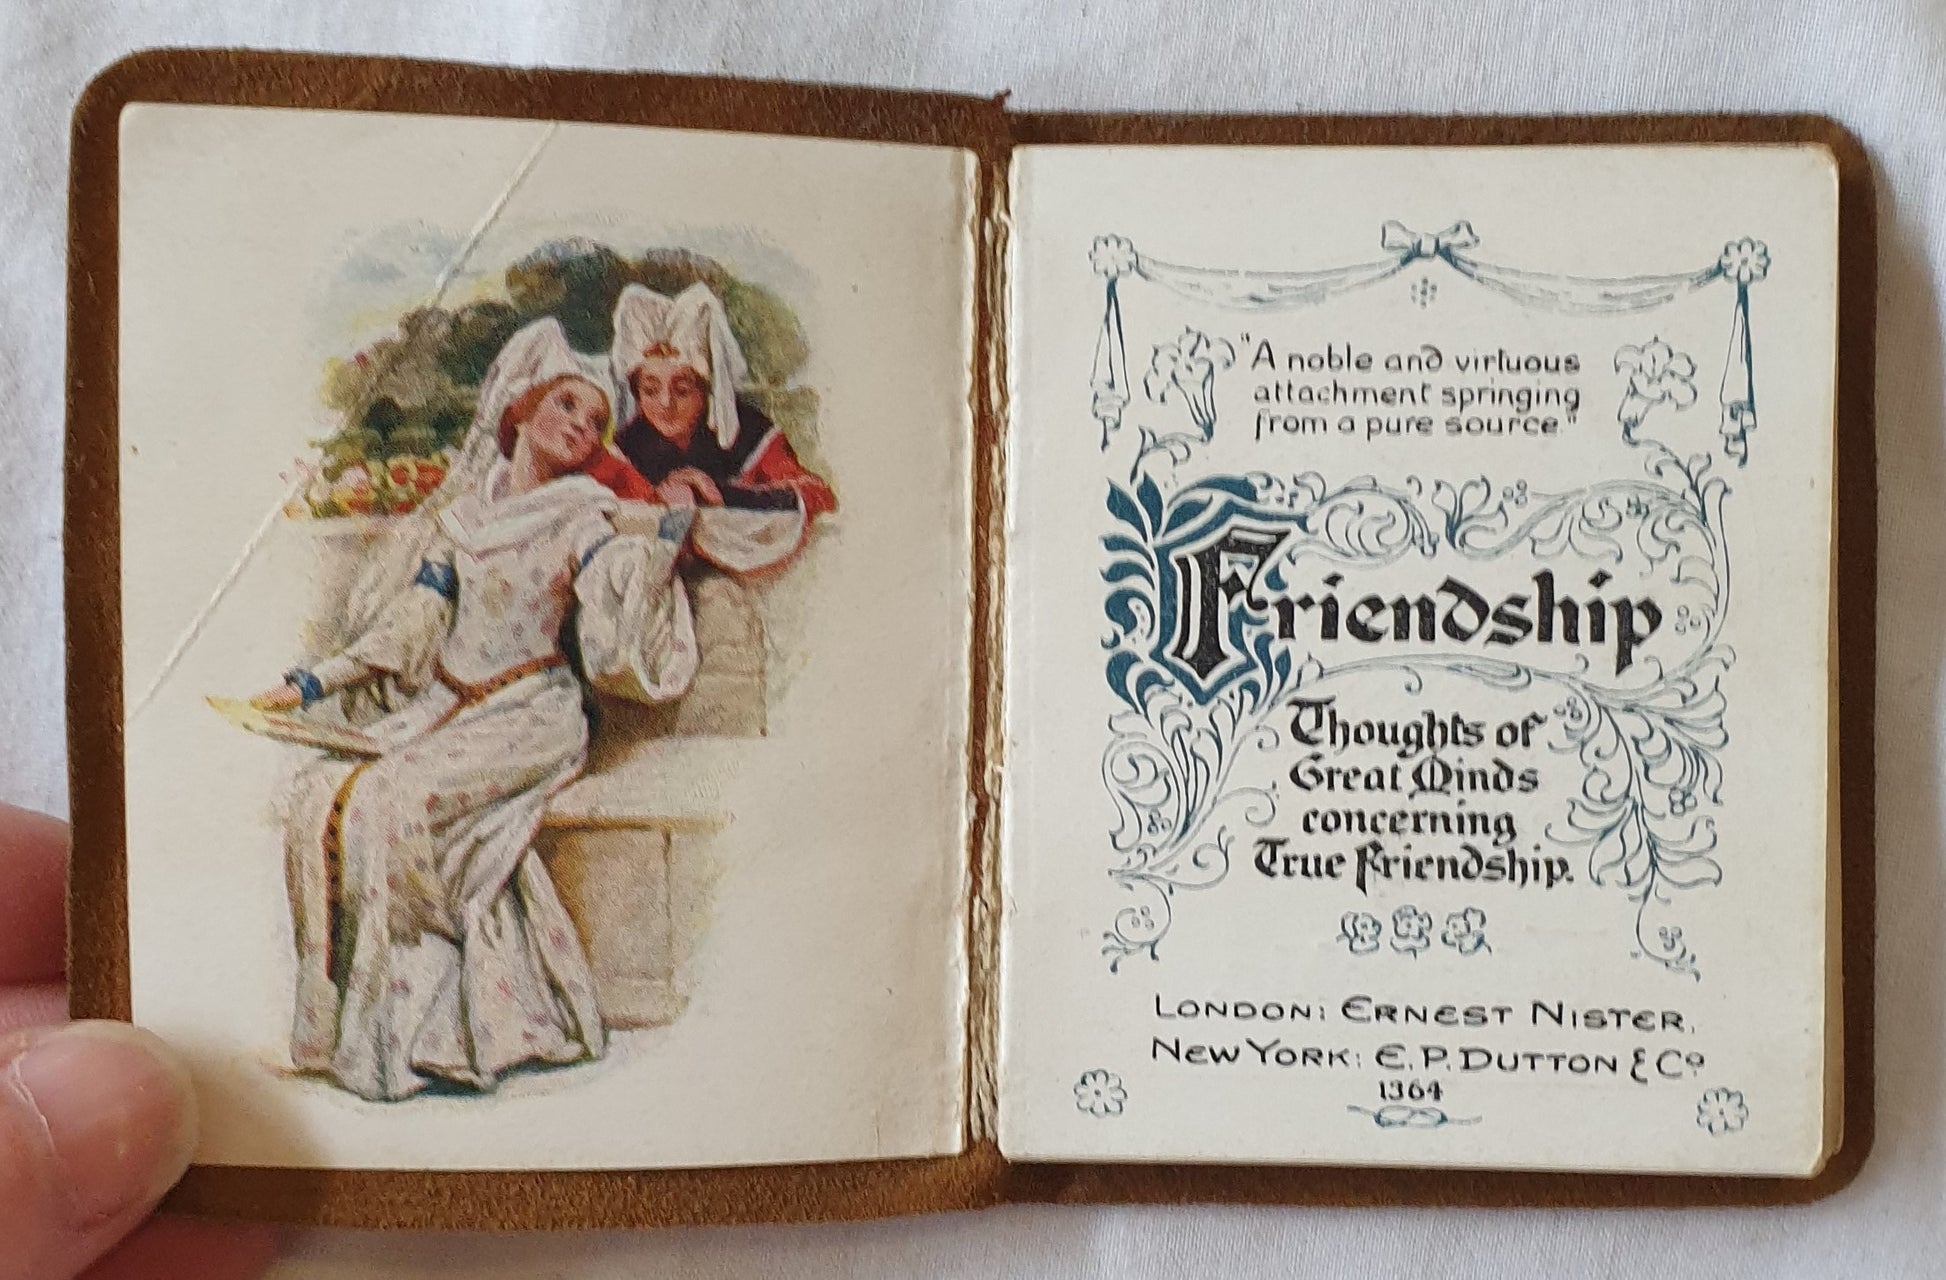 "A noble and virtuous
attachment springing
from a pure source."
Friendship
Thoughts of
Great Minds
concerning
True Friendship.
LONDON: ERNEST NISTER.
NEW YORK: E. P. DUTTON & Co
1364